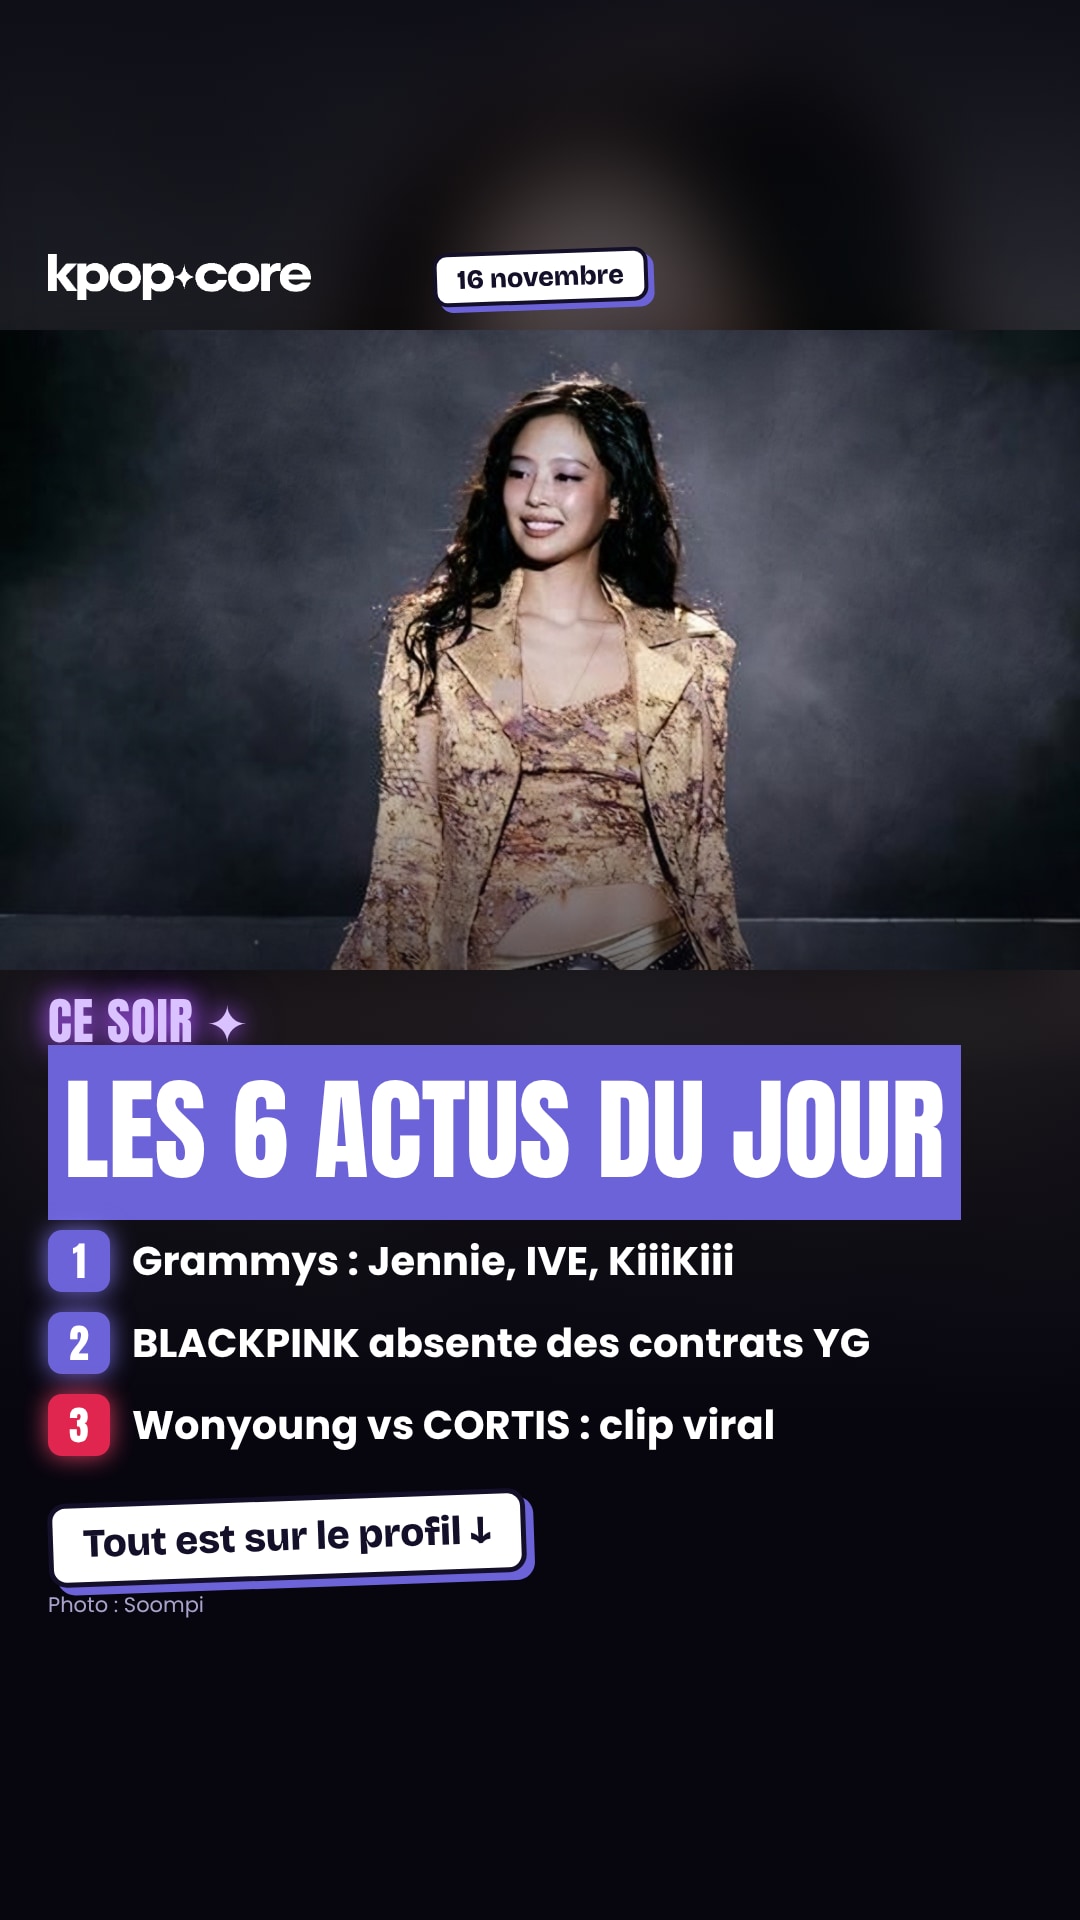 kpop✦core
16 novembre
CE SOIR ✦
LES 6 ACTUS DU JOUR
1 Grammys : Jennie, IVE, KiiiKiii
2 BLACKPINK absente des contrats YG
3 Wonyoung vs CORTIS : clip viral
Tout est sur le profil ↓
Photo : Soompi